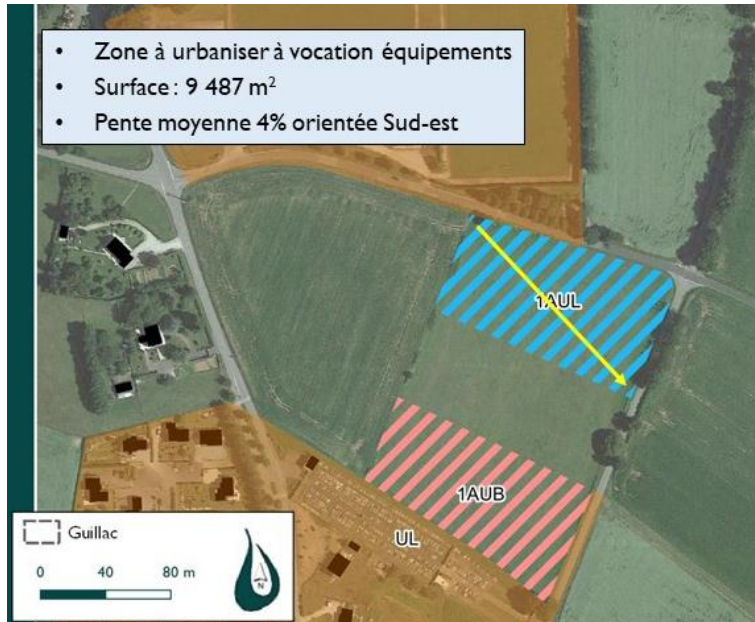 • Zone à urbaniser à vocation équipements
• Surface : 9 487 m²
• Pente moyenne 4% orientée Sud-est
1AUL
1AUB
UL
Guillac
0 40 80 m
N